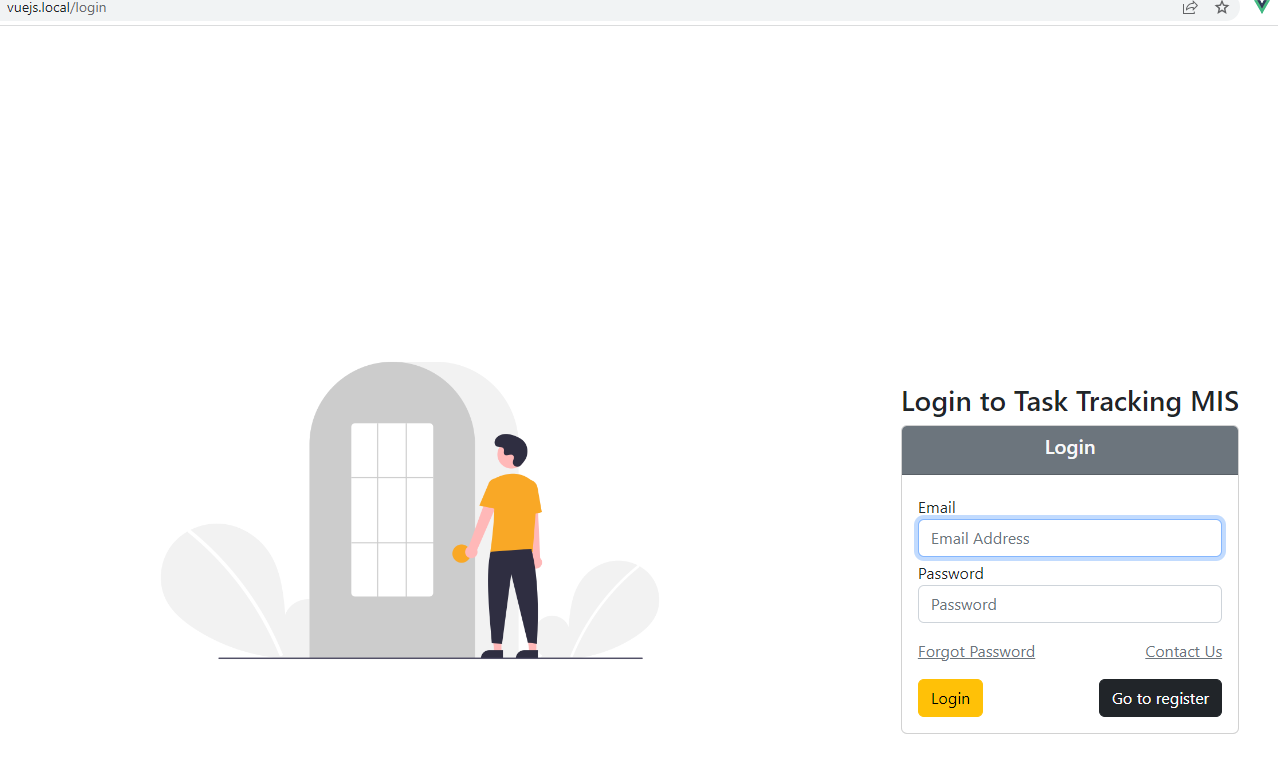 vuejs.local/login
Login to Task Tracking MIS
Login
Email
Email Address
Password
Password
Forgot Password Contact Us
Login Go to register